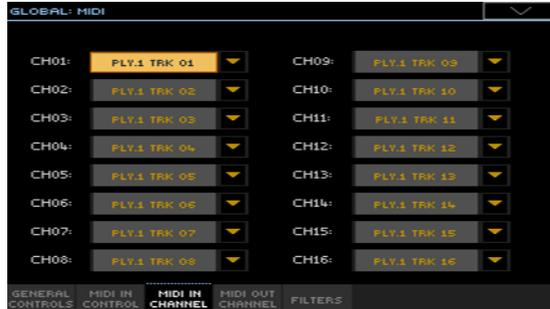 GLOBAL: MIDI
CH01: PLY.1 TRK 01 CH09: PLY.1 TRK 09
CH02: PLY.1 TRK 02 CH10: PLY.1 TRK 10
CH03: PLY.1 TRK 03 CH11: PLY.1 TRK 11
CH04: PLY.1 TRK 04 CH12: PLY.1 TRK 12
CH05: PLY.1 TRK 05 CH13: PLY.1 TRK 13
CH06: PLY.1 TRK 06 CH14: PLY.1 TRK 14
CH07: PLY.1 TRK 07 CH15: PLY.1 TRK 15
CH08: PLY.1 TRK 08 CH16: PLY.1 TRK 16
GENERAL CONTROLS MIDI IN CONTROL MIDI IN CHANNEL MIDI OUT CHANNEL FILTERS